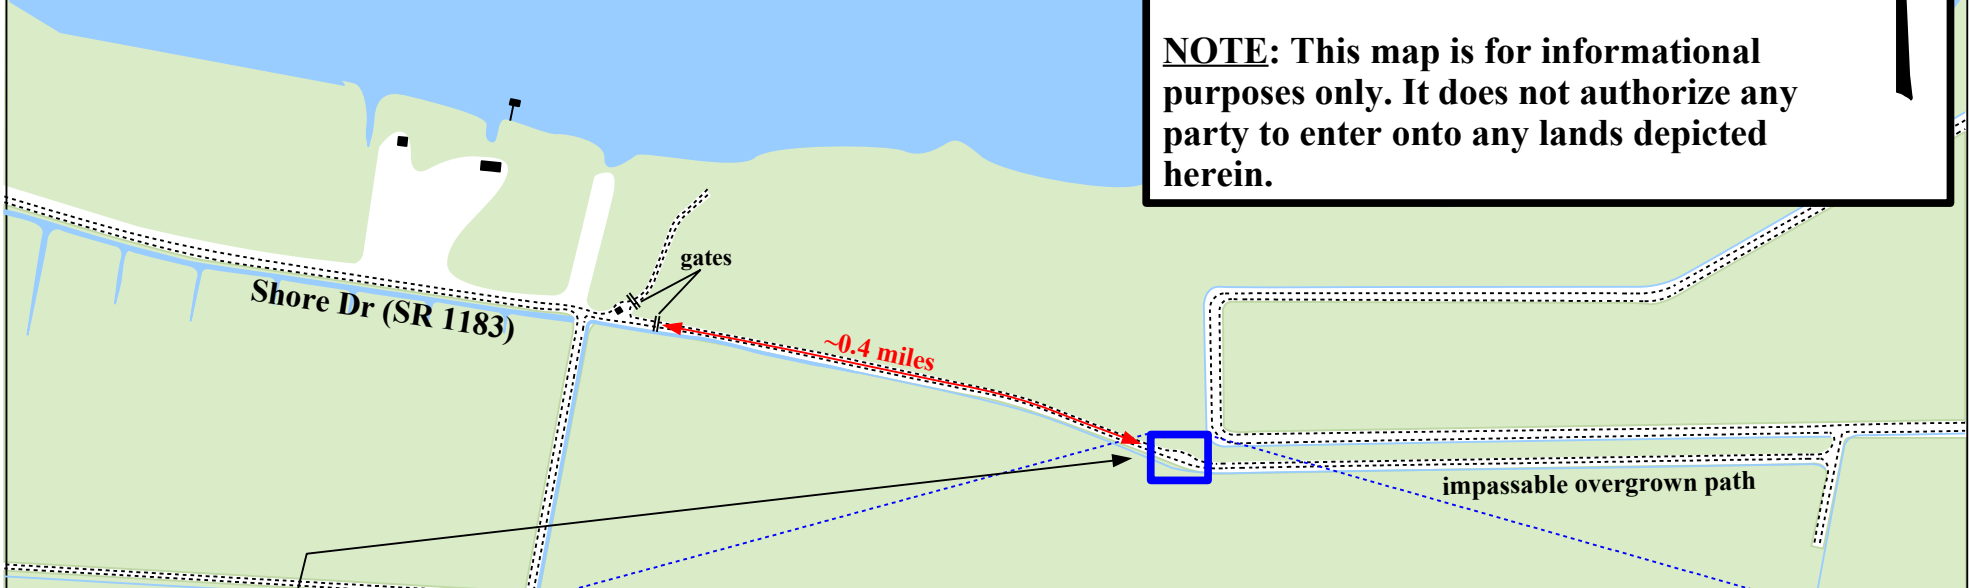 NOTE: This map is for informational
purposes only. It does not authorize any
party to enter onto any lands depicted
herein.
gates
Shore Dr (SR 1183)
~0.4 miles
impassable overgrown path